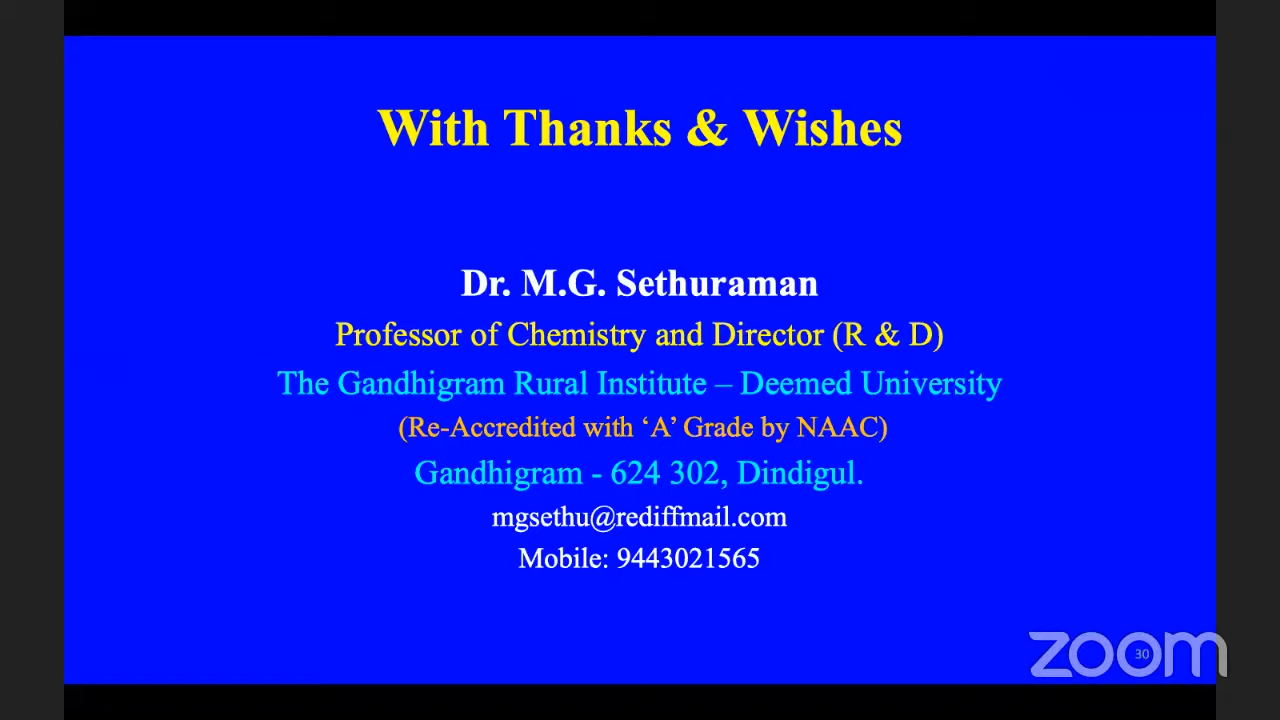 With Thanks & Wishes
Dr. M.G. Sethuraman
Professor of Chemistry and Director (R & D)
The Gandhigram Rural Institute – Deemed University
(Re-Accredited with ‘A’ Grade by NAAC)
Gandhigram - 624 302, Dindigul.
mgsethu@rediffmail.com
Mobile: 9443021565
zoom
30